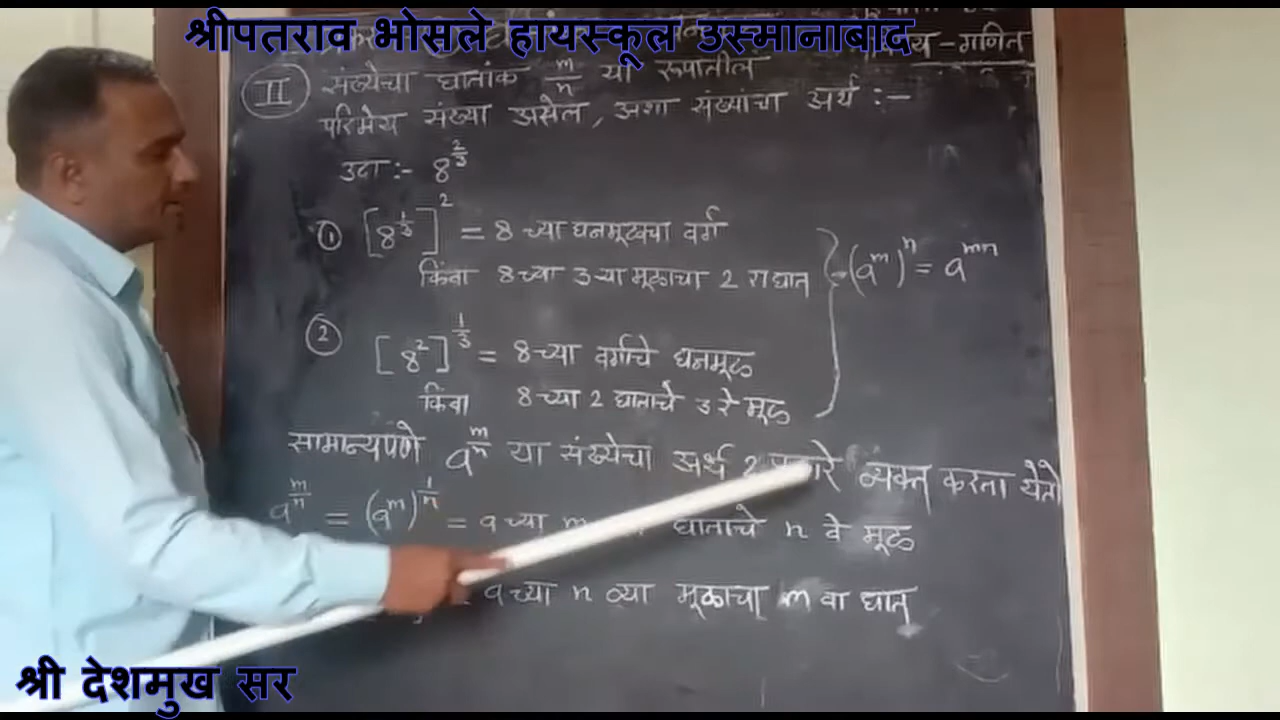 श्रीपतराव भोसले हायस्कूल उस्मानाबाद
विषय - गणित
II संख्येचा घातांक m/n या रूपातील
परिमेय संख्या असेल, अशा संख्यांचा अर्थ :-
उदा :- 8^(2/3)
① [8^(1/3)]^2 = 8 च्या घनमूळाचा वर्ग
किंवा 8 च्या 3 ऱ्या मूळाचा 2 रा घात
(a^m)^n = a^(mn)
② [8^2]^(1/3) = 8 च्या वर्गाचे घनमूळ
किंवा 8 च्या 2 घाताचे 3 रे मूळ
सामान्यपणे a^(m/n) या संख्येचा अर्थ 2 व्यक्त करता येतो
a^(m/n) = (a^m)^(1/n) = a च्या m घाताचे n वे मूळ
a च्या n व्या मूळाचा m वा घात
श्री देशमुख सर